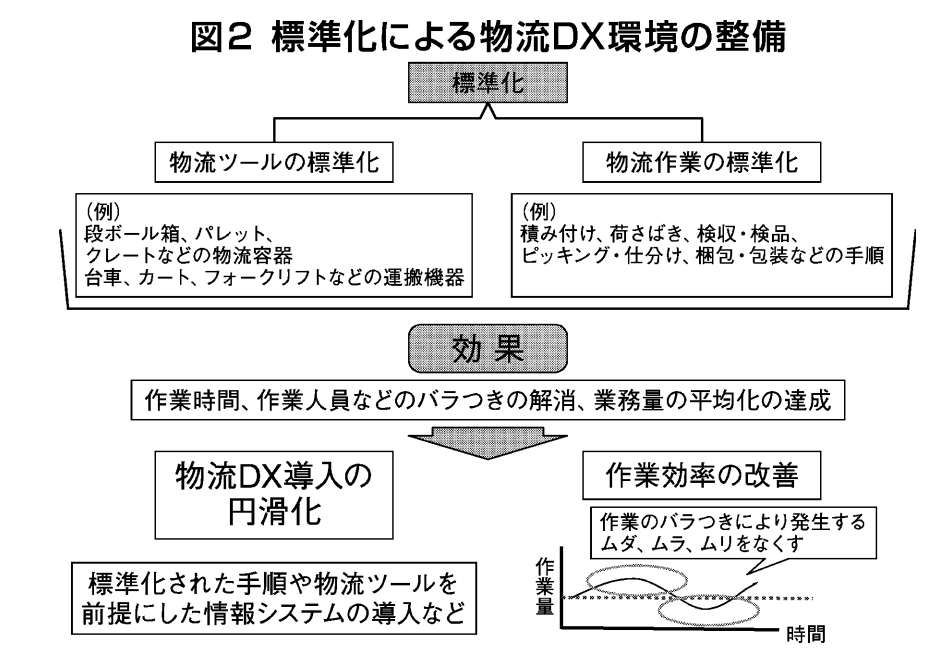 図2 標準化による物流DX環境の整備
標準化
物流ツールの標準化
物流作業の標準化
(例)
段ボール箱、パレット、
クレートなどの物流容器
台車、カート、フォークリフトなどの運搬機器
(例)
積み付け、荷さばき、検収・検品、
ピッキング・仕分け、梱包・包装などの手順
効果
作業時間、作業人員などのバラつきの解消、業務量の平均化の達成
物流DX導入の
円滑化
標準化された手順や物流ツールを
前提にした情報システムの導入など
作業効率の改善
作業のバラつきにより発生する
ムダ、ムラ、ムリをなくす
作業量
時間